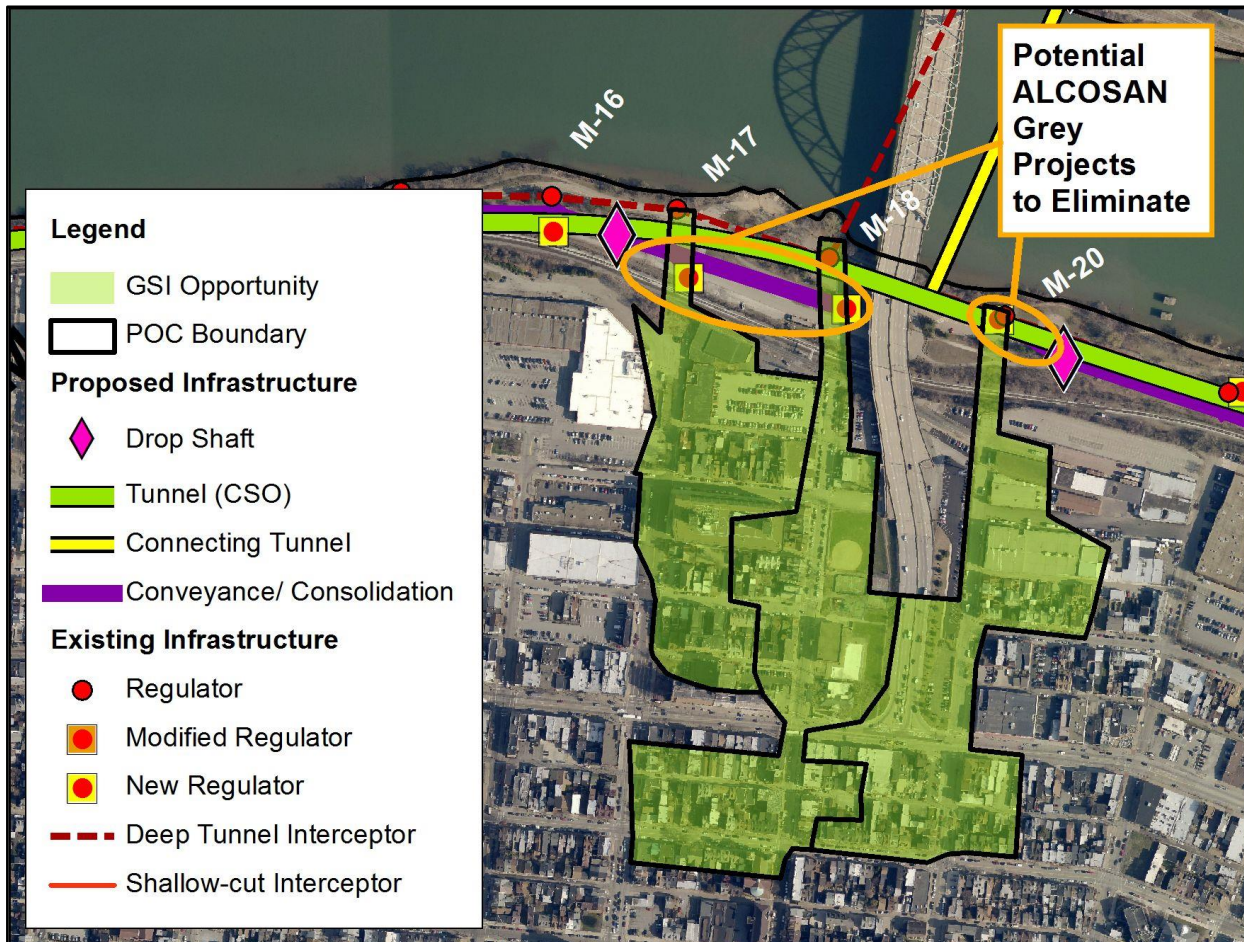 Potential
ALCOSAN
Grey
Projects
to Eliminate
M-16
M-17
M-18
M-20
Legend
GSI Opportunity
POC Boundary
Proposed Infrastructure
Drop Shaft
Tunnel (CSO)
Connecting Tunnel
Conveyance/ Consolidation
Existing Infrastructure
Regulator
Modified Regulator
New Regulator
Deep Tunnel Interceptor
Shallow-cut Interceptor